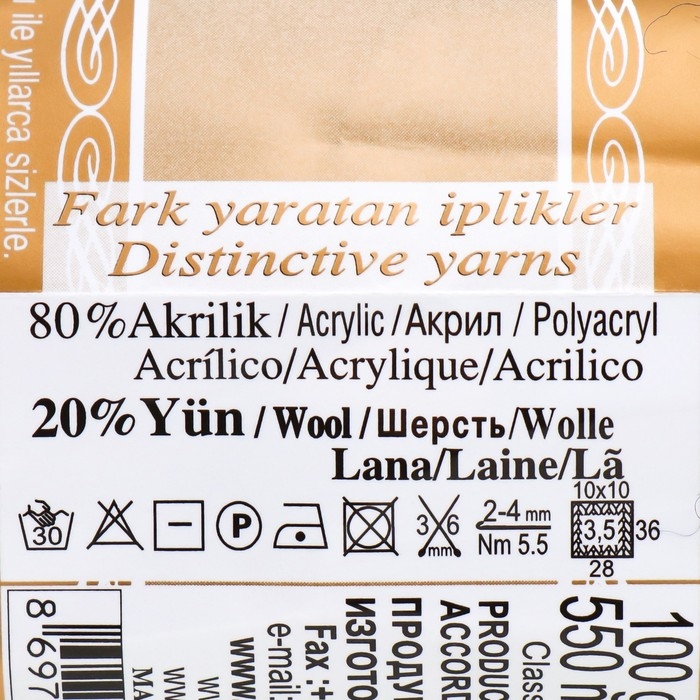 ile yıllarca sizlerle.
Fark yaratan iplikler
Distinctive yarns
80%Akrilik / Acrylic / Акрил / Polyacryl
Acrílico/Acrylique/Acrilico
20%Yün / Wool / Шерсть/Wolle
Lana/Laine/Lã
30
P
3 6
mm
2-4 mm
Nm 5.5
10x10
3,5
36
28
100 g
550 m
Class
PRODUC
ACCORD
ПРОДУ
ИЗГОТО
Fax :+
e-mail:
www
www
www
MA
8 697